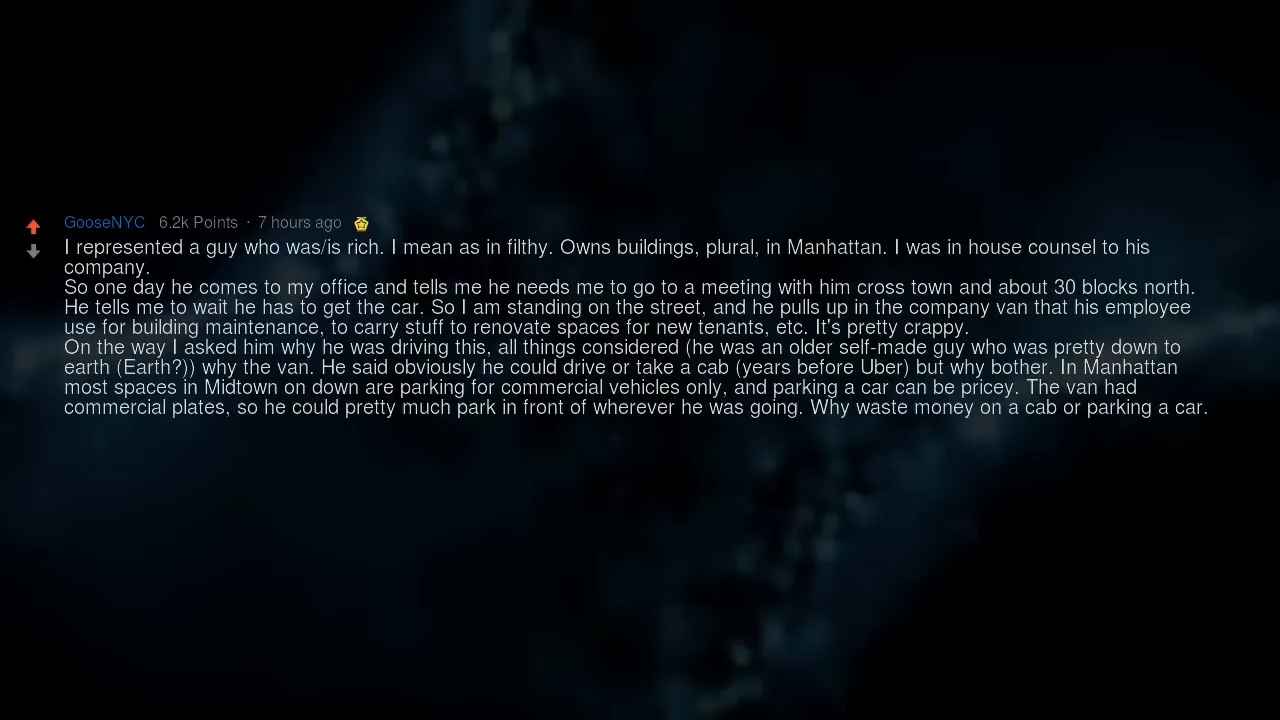 GooseNYC 6.2k Points · 7 hours ago
I represented a guy who was/is rich. I mean as in filthy. Owns buildings, plural, in Manhattan. I was in house counsel to his
company.
So one day he comes to my office and tells me he needs me to go to a meeting with him cross town and about 30 blocks north.
He tells me to wait he has to get the car. So I am standing on the street, and he pulls up in the company van that his employee
use for building maintenance, to carry stuff to renovate spaces for new tenants, etc. It's pretty crappy.
On the way I asked him why he was driving this, all things considered (he was an older self-made guy who was pretty down to
earth (Earth?)) why the van. He said obviously he could drive or take a cab (years before Uber) but why bother. In Manhattan
most spaces in Midtown on down are parking for commercial vehicles only, and parking a car can be pricey. The van had
commercial plates, so he could pretty much park in front of wherever he was going. Why waste money on a cab or parking a car.